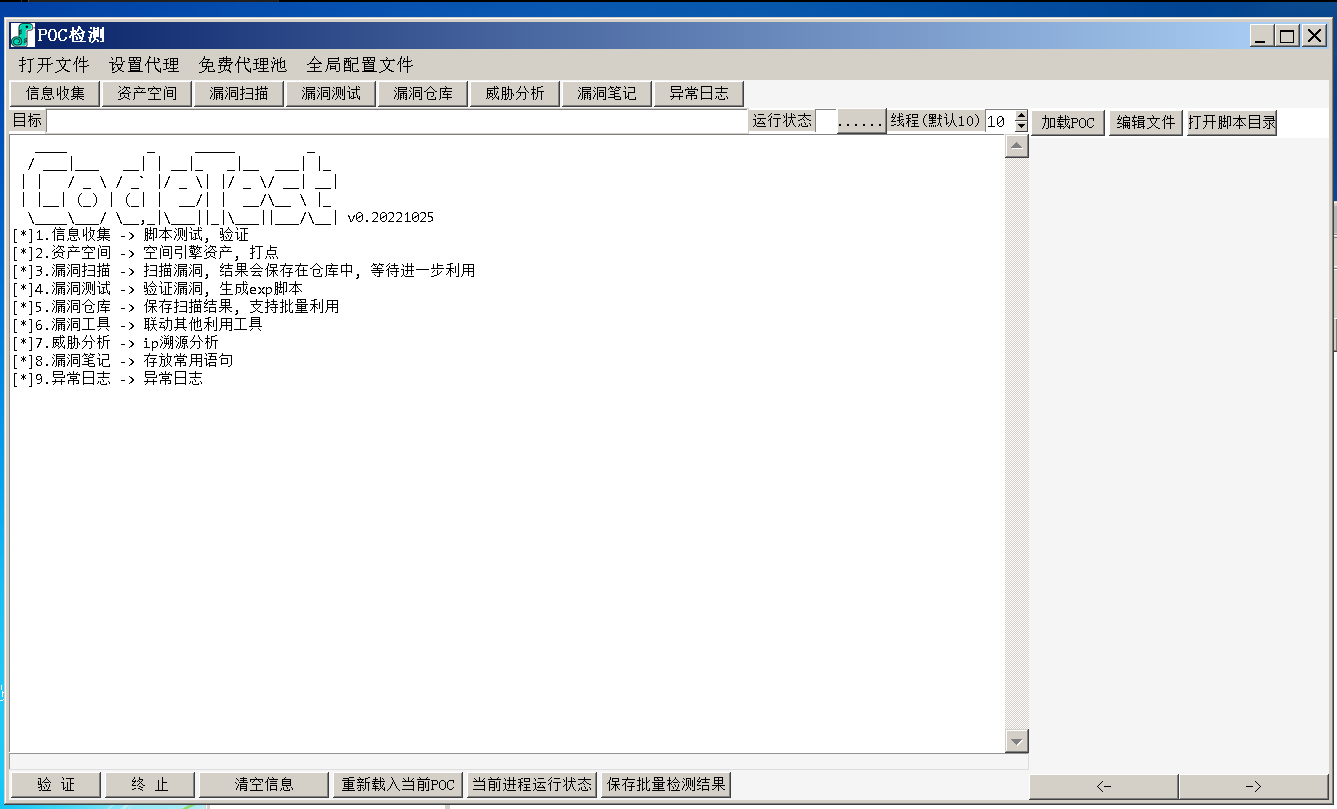 POC检测
打开文件 设置代理 免费代理池 全局配置文件
信息收集 资产空间 漏洞扫描 漏洞测试 漏洞仓库 威胁分析 漏洞笔记 异常日志
目标 运行状态 ...... 线程(默认10) 10 加载POC 编辑文件 打开脚本目录
CodeTest
v0.20221025
[*]1.信息收集 -> 脚本测试, 验证
[*]2.资产空间 -> 空间引擎资产, 打点
[*]3.漏洞扫描 -> 扫描漏洞, 结果会保存在仓库中, 等待进一步利用
[*]4.漏洞测试 -> 验证漏洞, 生成exp脚本
[*]5.漏洞仓库 -> 保存扫描结果, 支持批量利用
[*]6.漏洞工具 -> 联动其他利用工具
[*]7.威胁分析 -> ip溯源分析
[*]8.漏洞笔记 -> 存放常用语句
[*]9.异常日志 -> 异常日志
验 证 终 止 清空信息 重新载入当前POC 当前进程运行状态 保存批量检测结果 <- ->